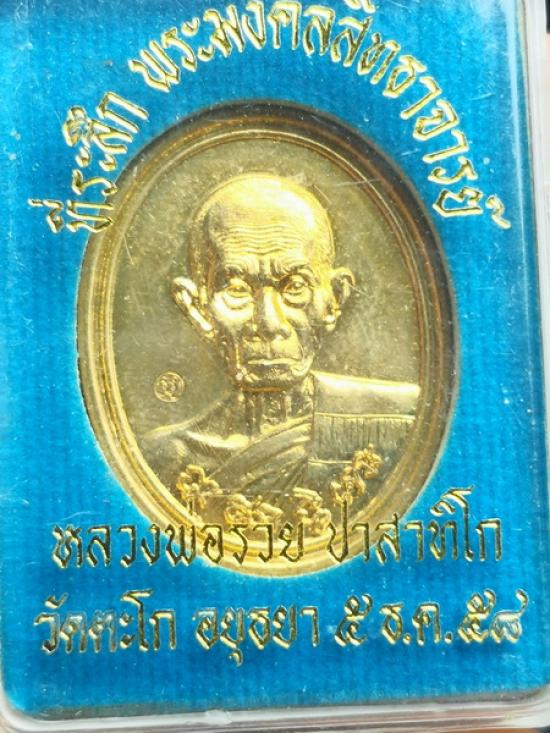 ที่ระลึก พระมงคลสิทธาจารย์
หลวงพ่อรวย ปาสาทิโก
วัดตะโก อยุธยา ๕ ธ.ค. ๕๘